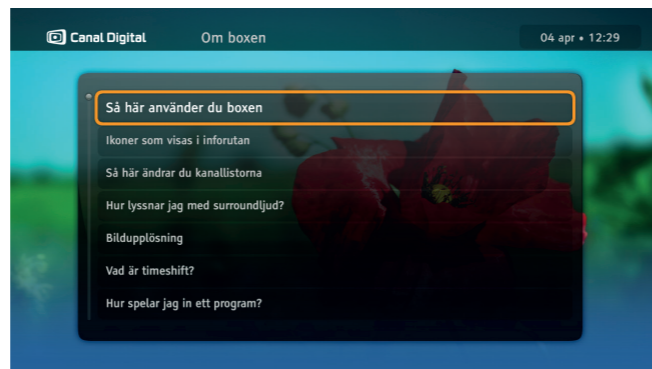 Canal Digital Om boxen 04 apr • 12:29
Så här använder du boxen
Ikoner som visas i inforutan
Så här ändrar du kanallistorna
Hur lyssnar jag med surroundljud?
Bildupplösning
Vad är timeshift?
Hur spelar jag in ett program?